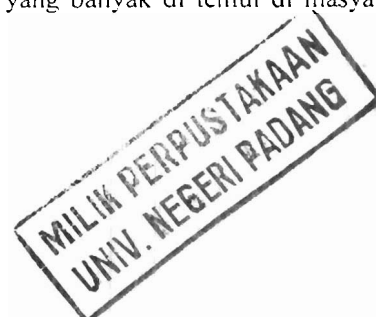 yang banyak di temui di masya
MILIK PERPUSTAKAAN
UNIV. NEGERI PADANG